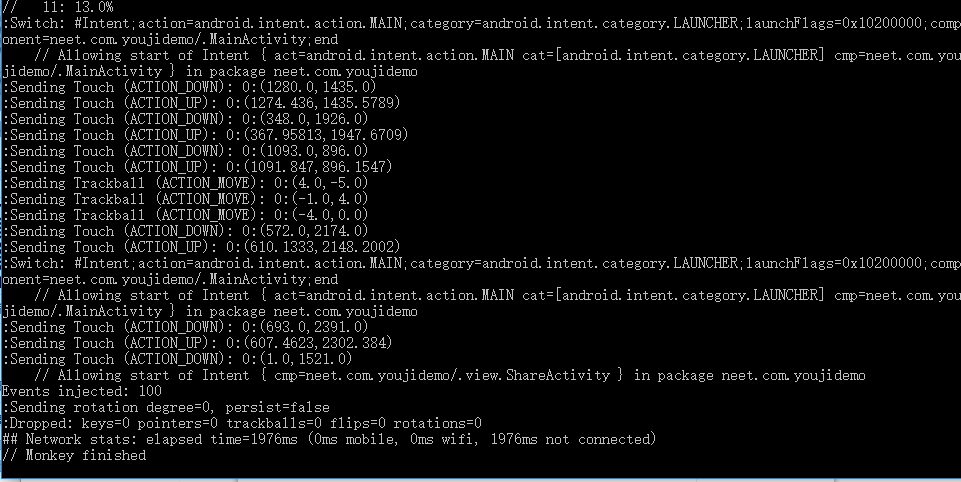 //   11: 13.0%
:Switch: #Intent;action=android.intent.action.MAIN;category=android.intent.category.LAUNCHER;launchFlags=0x10200000;comp
onent=neet.com.youjidemo/.MainActivity;end
    // Allowing start of Intent { act=android.intent.action.MAIN cat=[android.intent.category.LAUNCHER] cmp=neet.com.you
jidemo/.MainActivity } in package neet.com.youjidemo
:Sending Touch (ACTION_DOWN): 0:(1280.0,1435.0)
:Sending Touch (ACTION_UP): 0:(1274.436,1435.5789)
:Sending Touch (ACTION_DOWN): 0:(348.0,1926.0)
:Sending Touch (ACTION_UP): 0:(367.95813,1947.6709)
:Sending Touch (ACTION_DOWN): 0:(1093.0,896.0)
:Sending Touch (ACTION_UP): 0:(1091.847,896.1547)
:Sending Trackball (ACTION_MOVE): 0:(4.0,-5.0)
:Sending Trackball (ACTION_MOVE): 0:(-1.0,4.0)
:Sending Trackball (ACTION_MOVE): 0:(-4.0,0.0)
:Sending Touch (ACTION_DOWN): 0:(572.0,2174.0)
:Sending Touch (ACTION_UP): 0:(610.1333,2148.2002)
:Switch: #Intent;action=android.intent.action.MAIN;category=android.intent.category.LAUNCHER;launchFlags=0x10200000;comp
onent=neet.com.youjidemo/.MainActivity;end
    // Allowing start of Intent { act=android.intent.action.MAIN cat=[android.intent.category.LAUNCHER] cmp=neet.com.you
jidemo/.MainActivity } in package neet.com.youjidemo
:Sending Touch (ACTION_DOWN): 0:(693.0,2391.0)
:Sending Touch (ACTION_UP): 0:(607.4623,2302.384)
:Sending Touch (ACTION_DOWN): 0:(1.0,1521.0)
    // Allowing start of Intent { cmp=neet.com.youjidemo/.view.ShareActivity } in package neet.com.youjidemo
Events injected: 100
:Sending rotation degree=0, persist=false
:Dropped: keys=0 pointers=0 trackballs=0 flips=0 rotations=0
## Network stats: elapsed time=1976ms (0ms mobile, 0ms wifi, 1976ms not connected)
// Monkey finished